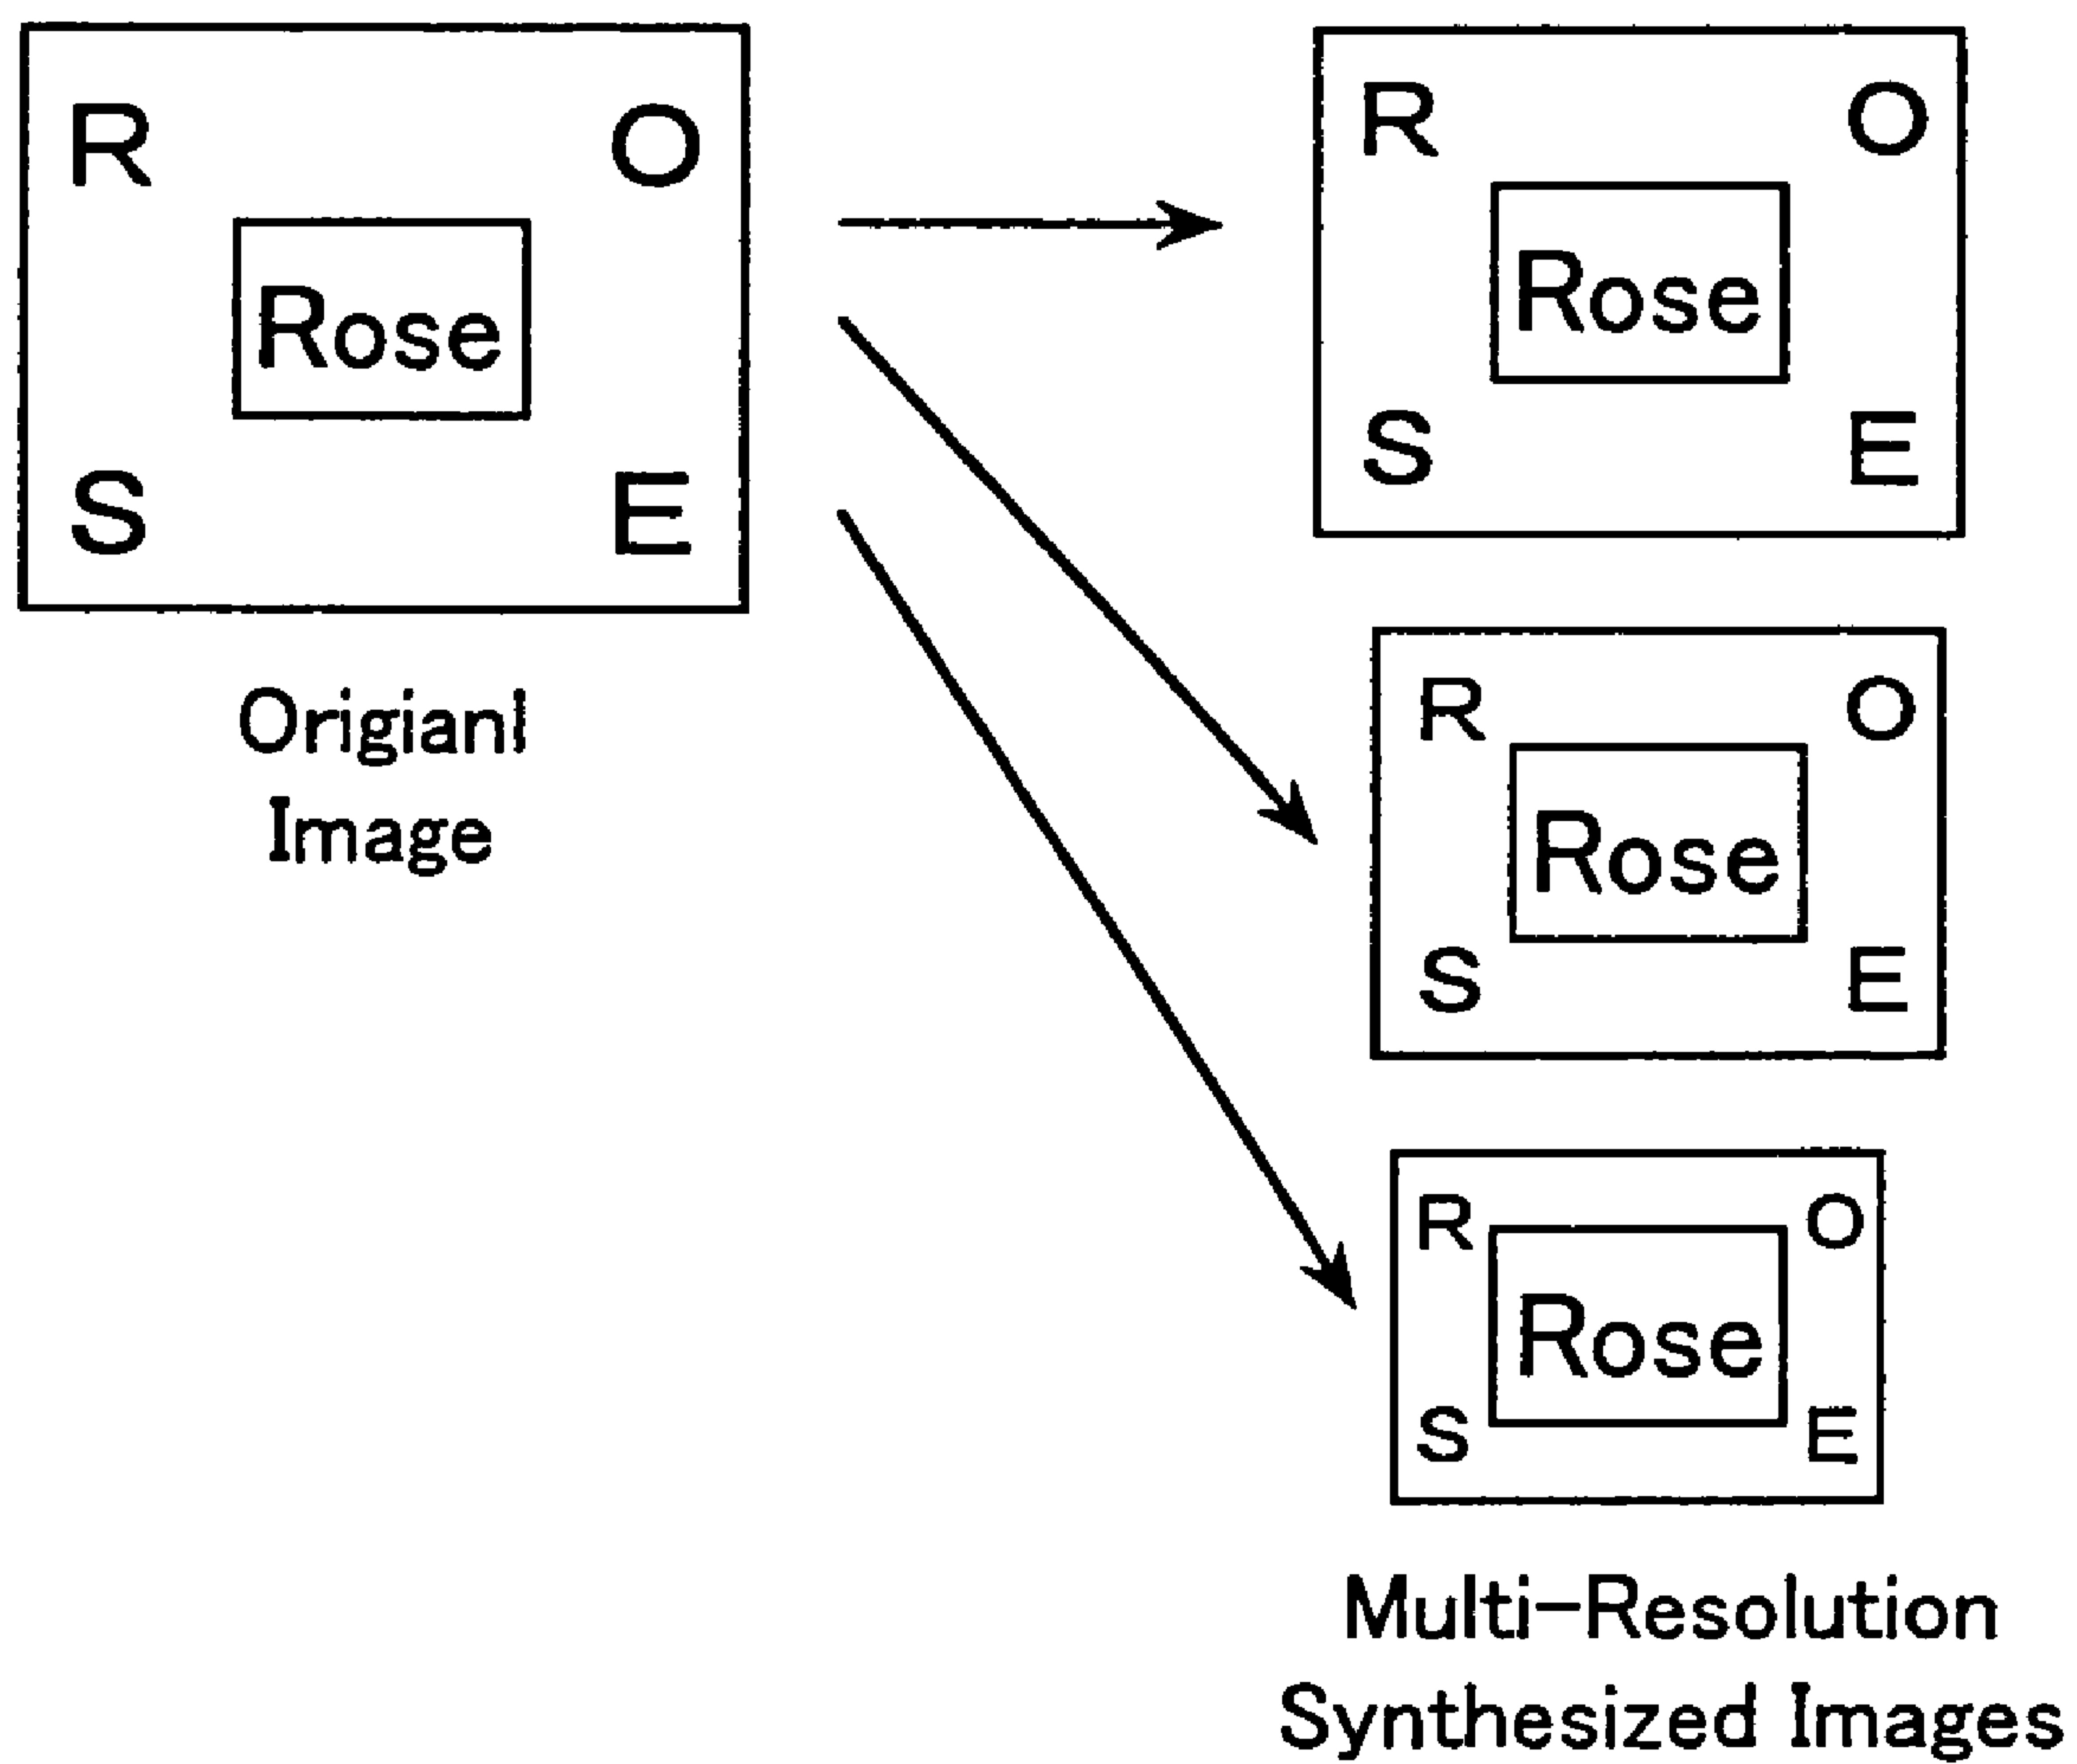 R O
Rose
S E
Origianl
Image
R O
Rose
S E
R O
Rose
S E
R O
Rose
S E
Multi-Resolution
Synthesized Images